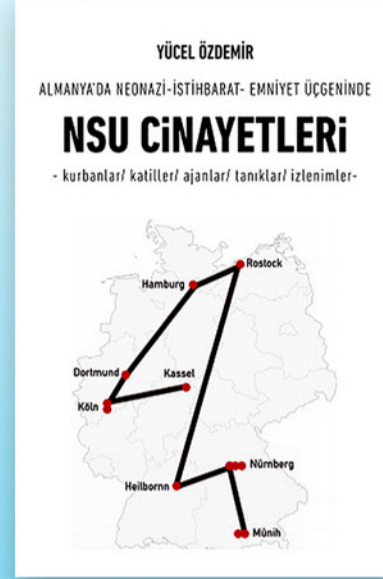 YÜCEL ÖZDEMİR
ALMANYA'DA NEONAZİ-İSTİHBARAT- EMNİYET ÜÇGENİNDE
NSU CiNAYETLERi
- kurbanlar/ katiller/ ajanlar/ tanıklar/ izlenimler-
Rostock
Hamburg
Dortmund
Kassel
Köln
Nürnberg
Heilbornn
Münih